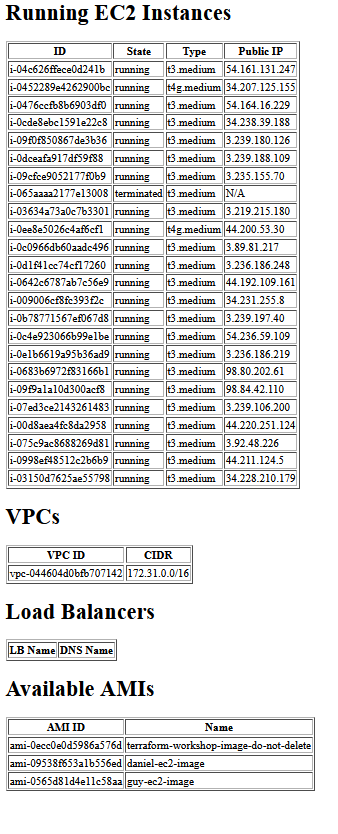 Running EC2 Instances
ID State Type Public IP
i-04c626ffece0d241b running t3.medium 54.161.131.247
i-0452289e4262900bc running t4g.medium 34.207.125.155
i-0476ccfb8b6903df0 running t3.medium 54.164.16.229
i-0cde8ebc1591e22c8 running t3.medium 34.238.39.188
i-09f0f850867de3b36 running t3.medium 3.239.180.126
i-0dceafa917df59f88 running t3.medium 3.239.188.109
i-09cfce9052177f0b9 running t3.medium 3.235.155.70
i-065aaaa2177e13008 terminated t3.medium N/A
i-03634a73a0c7b3301 running t3.medium 3.219.215.180
i-0ee8e5026c4af6cf1 running t4g.medium 44.200.53.30
i-0c0966db60aadc496 running t3.medium 3.89.81.217
i-0d1f41cc74cf17260 running t3.medium 3.236.186.248
i-0642c6787ab7c56e9 running t3.medium 44.192.109.161
i-009006cf8fc393f2c running t3.medium 34.231.255.8
i-0b78771567ef067d8 running t3.medium 3.239.197.40
i-0c4e923066b99e1be running t3.medium 54.236.59.109
i-0e1b6619a95b36ad9 running t3.medium 3.236.186.219
i-0683b6972f83166b1 running t3.medium 98.80.202.61
i-09f9a1a10d300acf8 running t3.medium 98.84.42.110
i-07ed3ce2143261483 running t3.medium 3.239.106.200
i-00d8aea4fc8da2958 running t3.medium 44.220.251.124
i-075c9ac8688269d81 running t3.medium 3.92.48.226
i-0998ef48512c2b6b9 running t3.medium 44.211.124.5
i-03150d7625ae55798 running t3.medium 34.228.210.179
VPCs
VPC ID CIDR
vpc-044604d0bfb707142 172.31.0.0/16
Load Balancers
LB Name DNS Name
Available AMIs
AMI ID Name
ami-0ecc0e0d5986a576d terraform-workshop-image-do-not-delete
ami-09538f653a1b556ed daniel-ec2-image
ami-0565d81d4e11c58aa guy-ec2-image